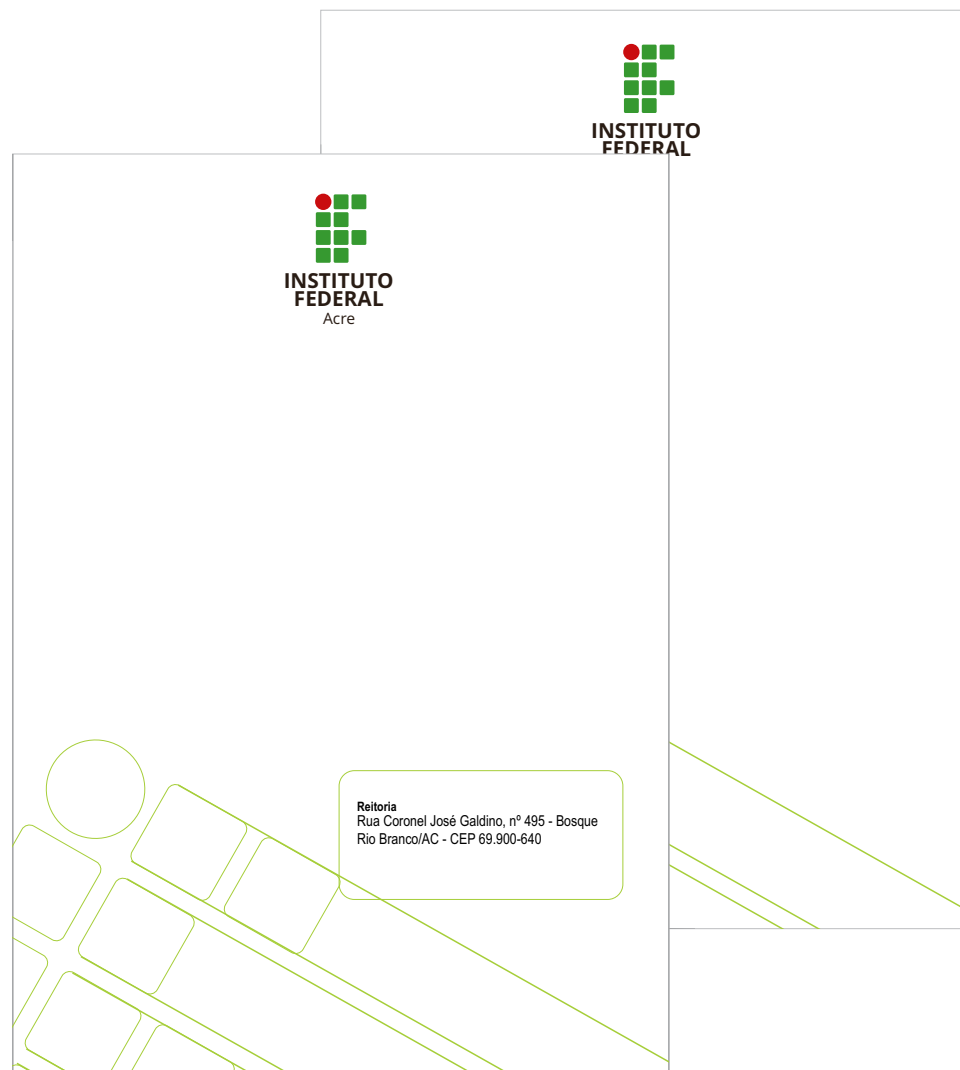 INSTITUTO
FEDERAL
INSTITUTO
FEDERAL
Acre
Reitoria
Rua Coronel José Galdino, nº 495 - Bosque
Rio Branco/AC - CEP 69.900-640